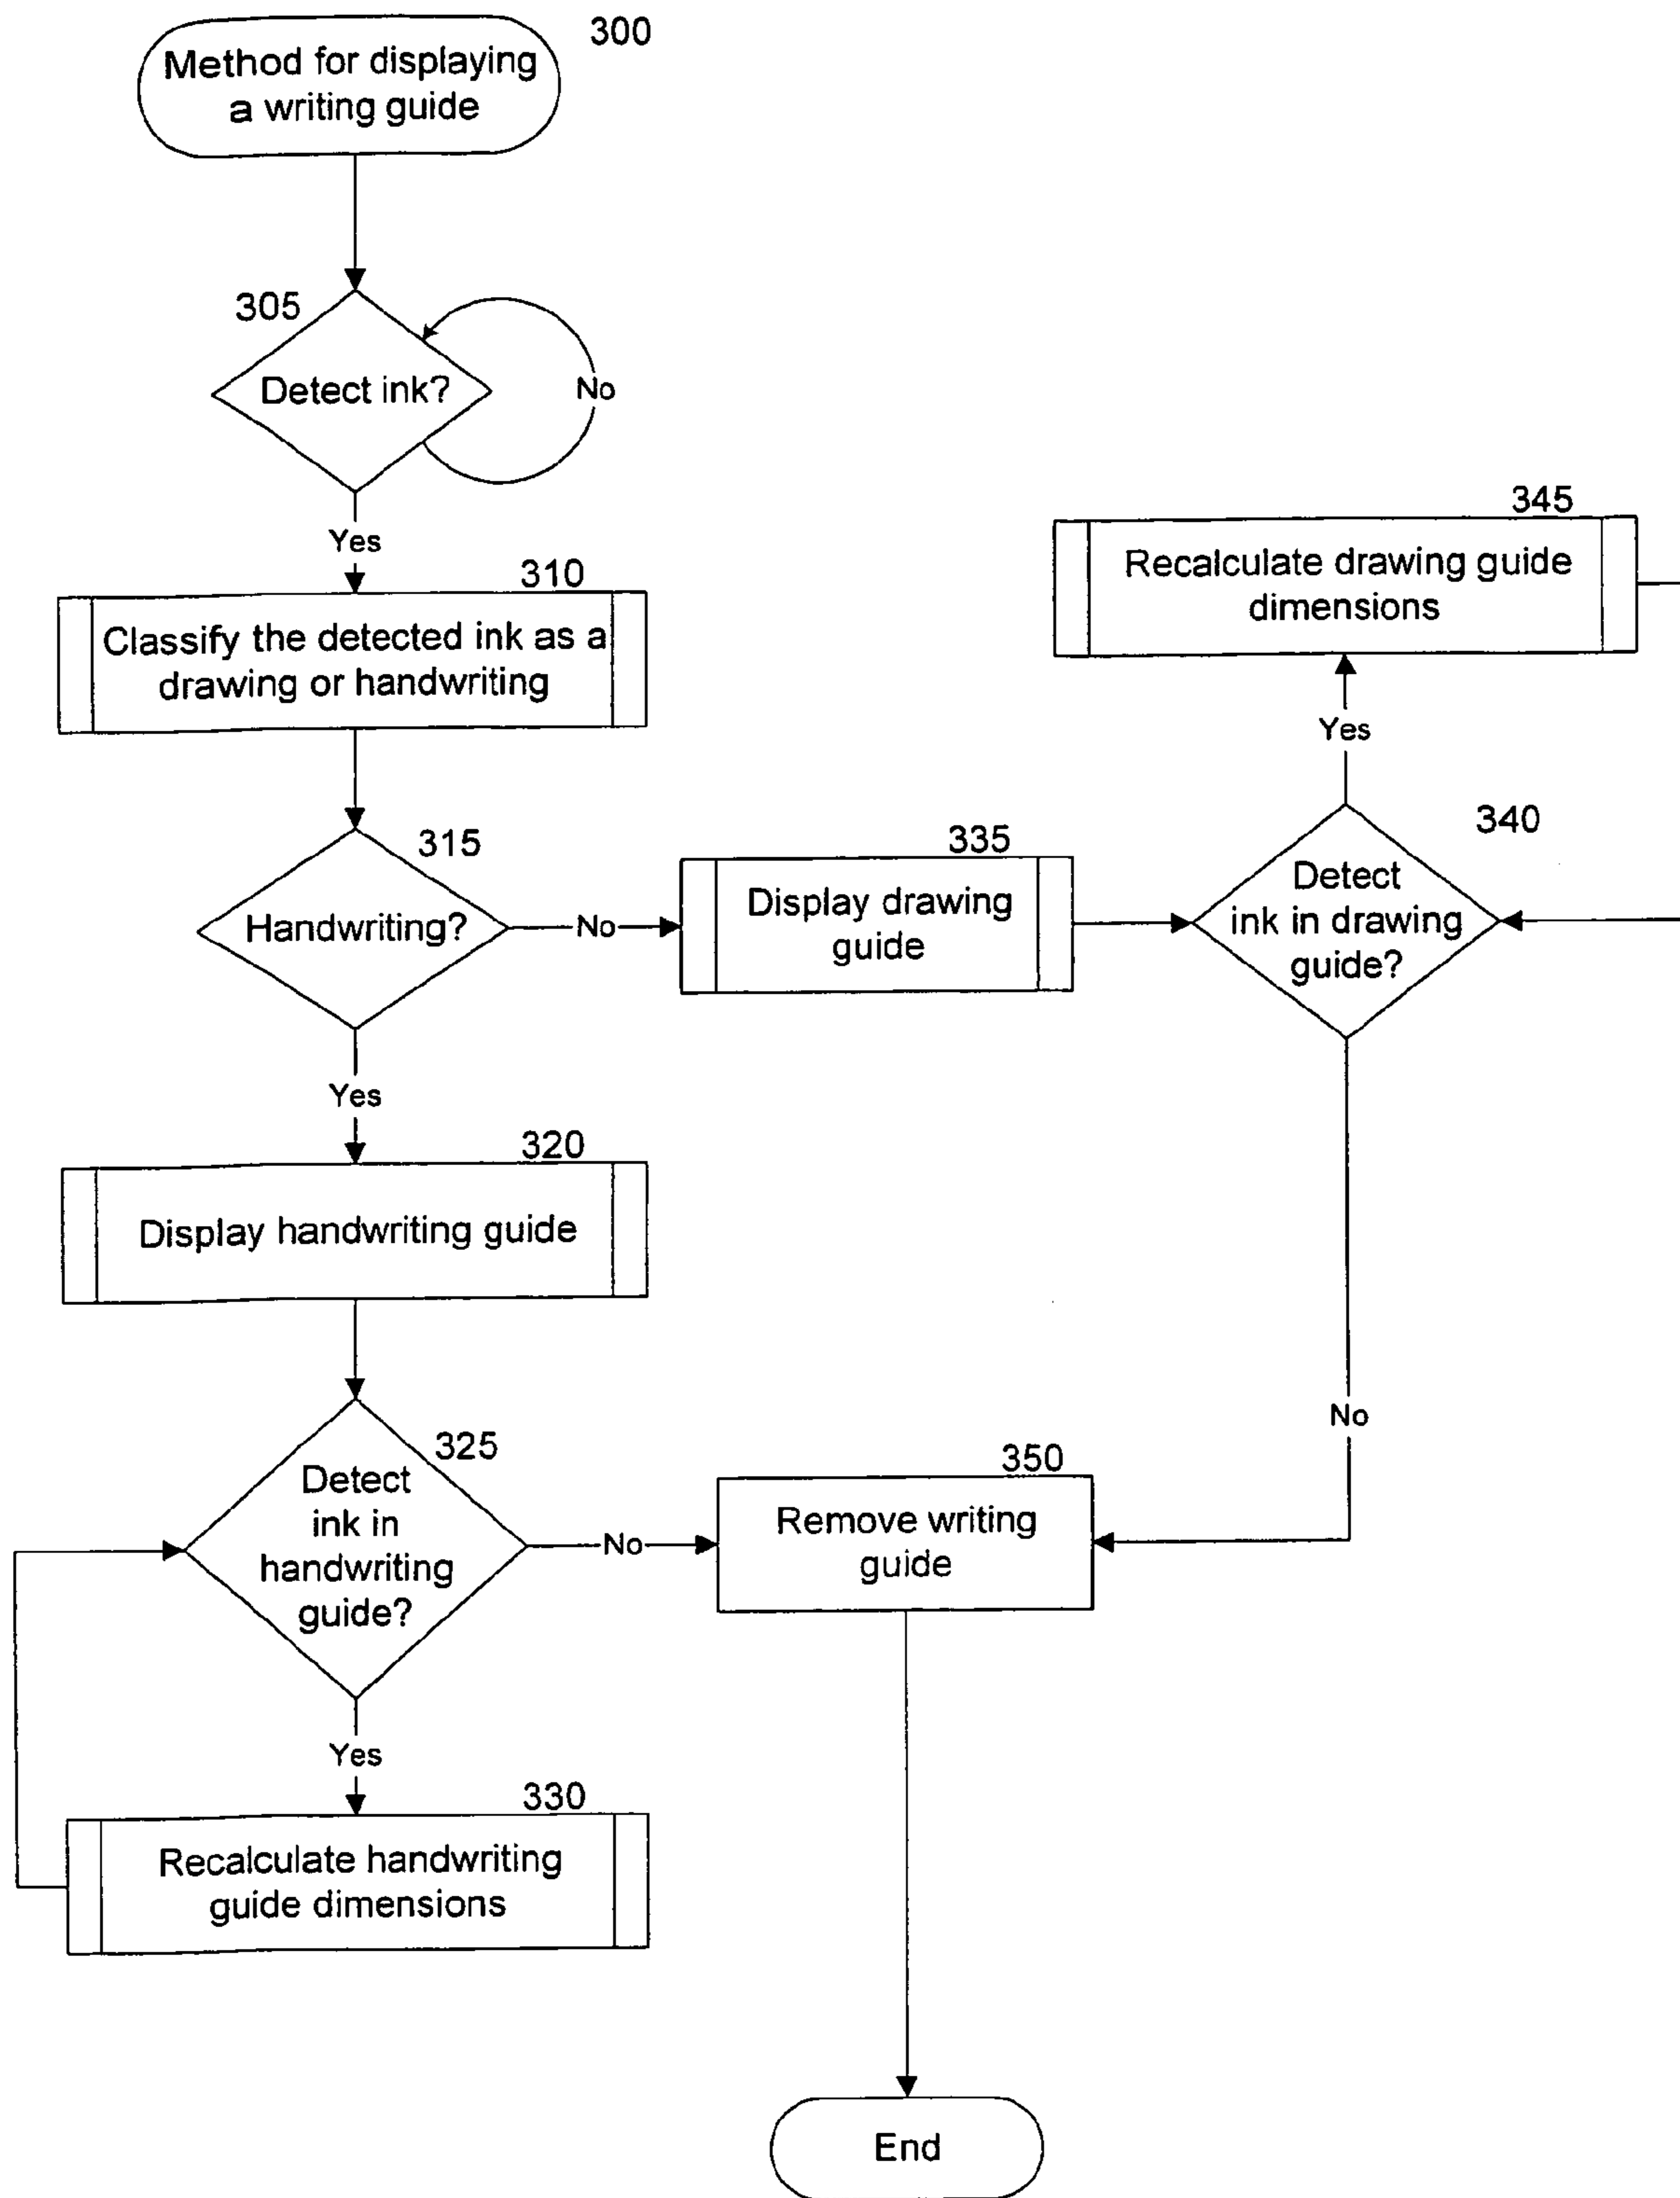 300
Method for displaying
a writing guide
305
Detect ink?
No
Yes
310
Classify the detected ink as a
drawing or handwriting
315
Handwriting?
No
Yes
335
Display drawing
guide
345
Recalculate drawing guide
dimensions
Yes
340
Detect
ink in drawing
guide?
No
320
Display handwriting guide
325
Detect
ink in
handwriting
guide?
No
Yes
350
Remove writing
guide
330
Recalculate handwriting
guide dimensions
End